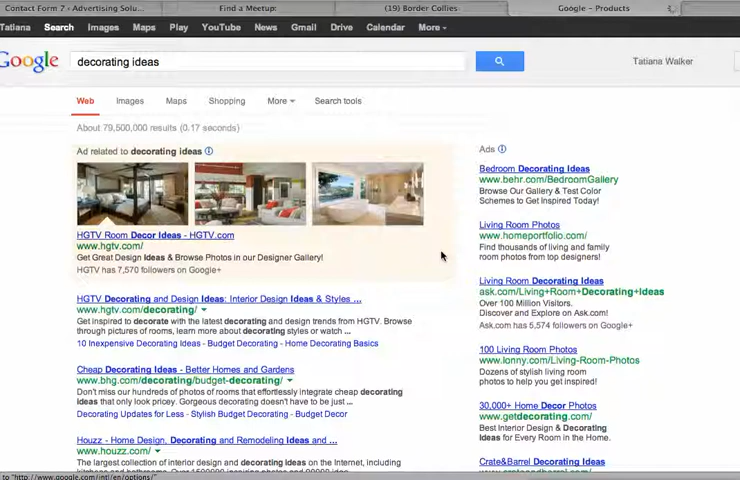 Contact Form 7 ‹ Advertising Solu...
Find a Meetup:
(19) Border Collies
Google – Products
Tatiana Search Images Maps Play YouTube News Gmail Drive Calendar More
Google
decorating ideas
Tatiana Walker
Web Images Maps Shopping More Search tools
About 79,500,000 results (0.17 seconds)
Ad related to decorating ideas
HGTV Room Decor Ideas - HGTV.com
www.hgtv.com/
Get Great Design Ideas & Browse Photos in our Designer Gallery!
HGTV has 7,570 followers on Google+
HGTV Decorating and Design Ideas: Interior Design Ideas & Styles ...
www.hgtv.com/decorating/
Get inspired to decorate with the latest decorating and design trends from HGTV. Browse
through pictures of rooms, learn more about decorating styles or watch ...
10 Inexpensive Decorating Ideas - Budget Decorating - Home Decorating Basics
Cheap Decorating - Better Homes and Gardens
www.bhg.com/decorating/budget-decorating/
Don't miss our hundreds of photos of rooms that effortlessly integrate cheap decorating
ideas that only look pricey. Gorgeous decorating doesn't have to be just ...
Decorating Updates for Less - Stylish Budget Decorating - Budget Decor
Houzz - Home Design, Decorating and Remodeling Ideas and ...
www.houzz.com/
The largest collection of interior design and decorating ideas on the Internet, including
kitchens and bathrooms. Over 
Ads
Bedroom Decorating Ideas
www.behr.com/BedroomGallery
Browse Our Gallery & Test Color
Schemes to Get Inspired Today!
Living Room Photos
www.homeportfolio.com/
Find thousands of living and family
room photos from top designers!
Living Room Decorating Ideas
ask.com/Living+Room+Decorating+Ideas
Over 100 Million Visitors.
Discover and Explore on Ask.com!
Ask.com has 5,574 followers on Google+
100 Living Room Photos
www.lonny.com/Living-Room-Photos
Dozens of stylish living room
photos to help you get inspired!
30,000+ Home Decor Photos
www.getdecorating.com/
Best Interior Design & Decorating
Ideas for Every Room in the Home.
Crate&Barrel Decorating Ideas
www.crateandbarrel.com/
to "http://www.google.com/intl/en/options/"